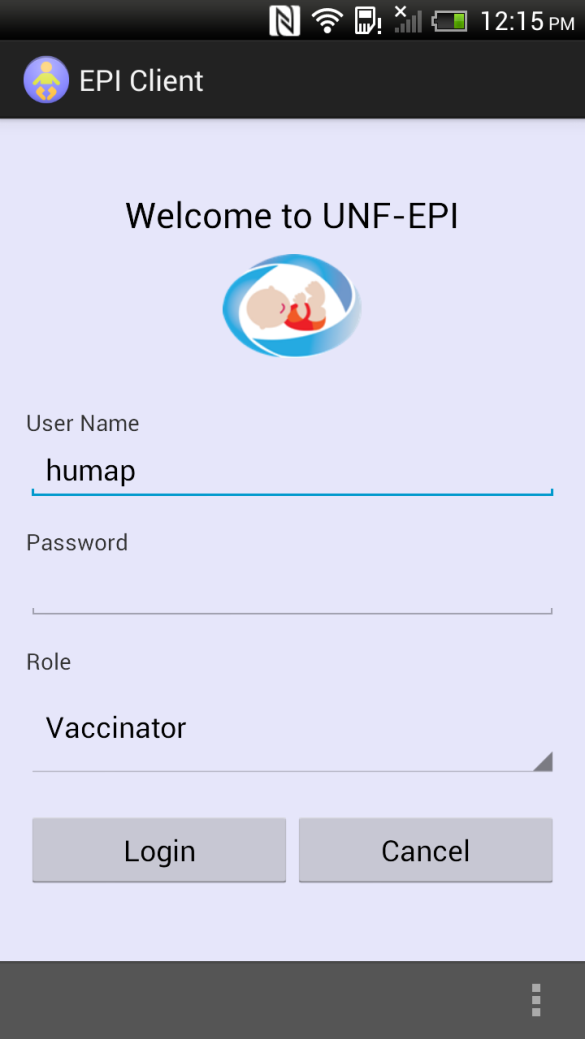 12:15 PM
EPI Client
Welcome to UNF-EPI
User Name
humap
Password
Role
Vaccinator
Login Cancel